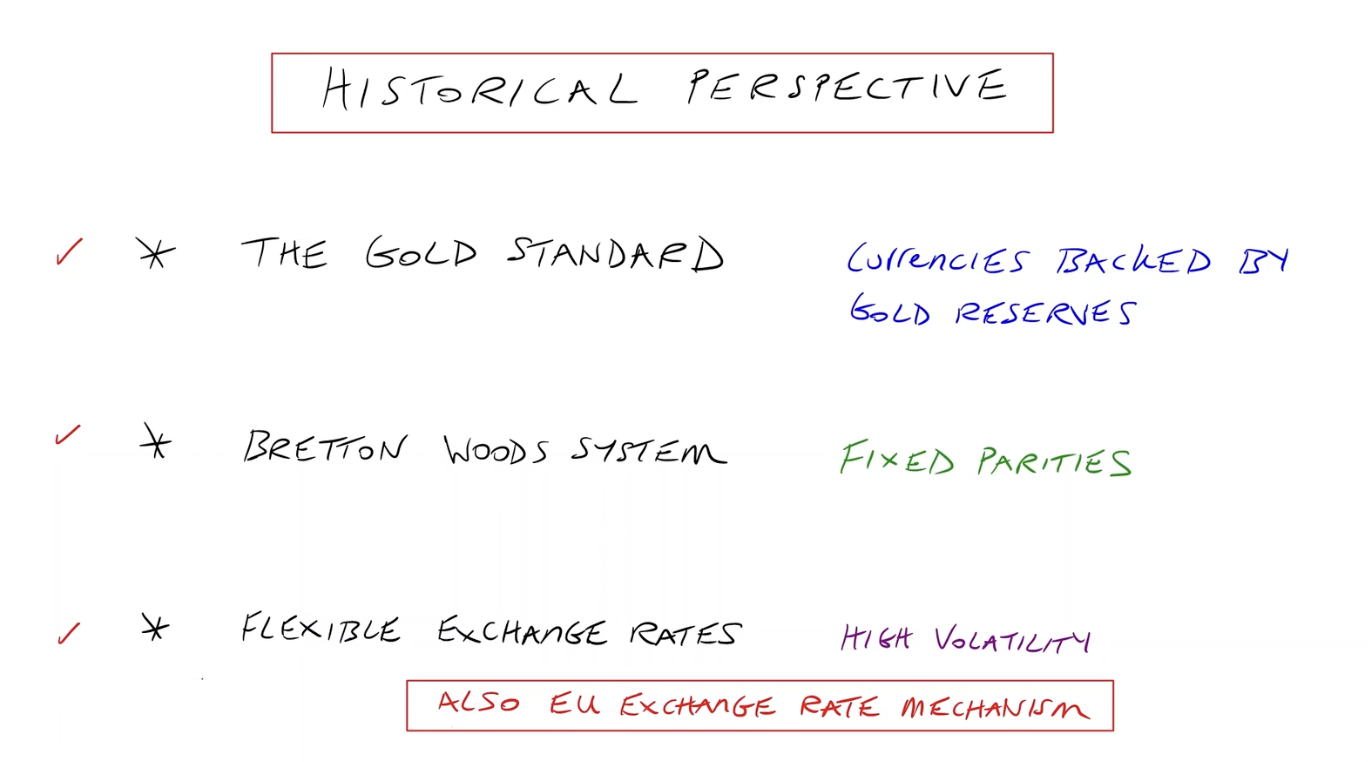 HISTORICAL PERSPECTIVE
✓ * THE GOLD STANDARD
CurrencIES BACKED BY
GOLD RESERVES
✓ * BRETTON WOODS SYSTEM
FIXED PARITIES
✓ * FLEXIBLE EXCHANGE RATES
HIGH VOLATILITY
ALSO EU EXCHANGE RATE MECHANISM